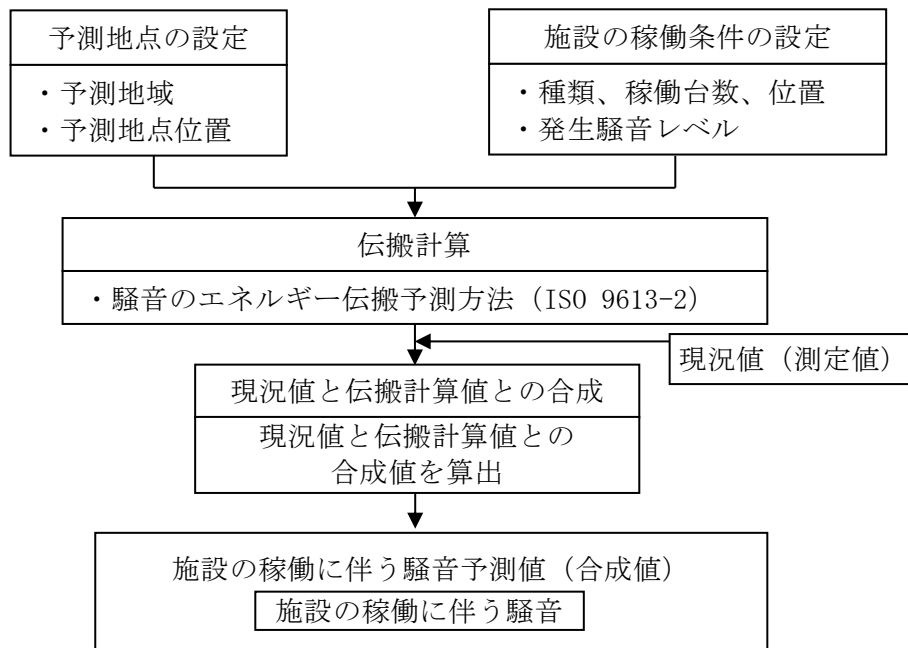 予測地点の設定
・予測地域
・予測地点位置
施設の稼働条件の設定
・種類、稼働台数、位置
・発生騒音レベル
伝搬計算
・騒音のエネルギー伝搬予測方法（ISO 9613-2）
現況値（測定値）
現況値と伝搬計算値との合成
現況値と伝搬計算値との
合成値を算出
施設の稼働に伴う騒音予測値（合成値）
施設の稼働に伴う騒音